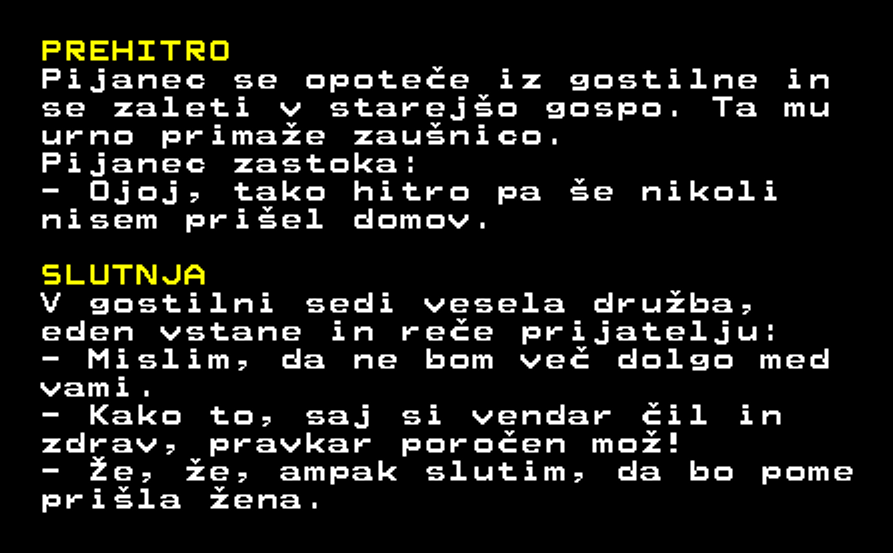 PREHITRO
Pijanec se opoteče iz gostilne in
se zaleti v starejšo gospo. Ta mu
urno primaže zaušnico.
Pijanec zastoka:
- Ojoj, tako hitro pa še nikoli
nisem prišel domov.
SLUTNJA
V gostilni sedi vesela družba,
eden vstane in reče prijatelju:
- Mislim, da ne bom več dolgo med
vami.
- Kako to, saj si vendar čil in
zdrav, pravkar poročen mož!
- Že, že, ampak slutim, da bo pome
prišla žena.